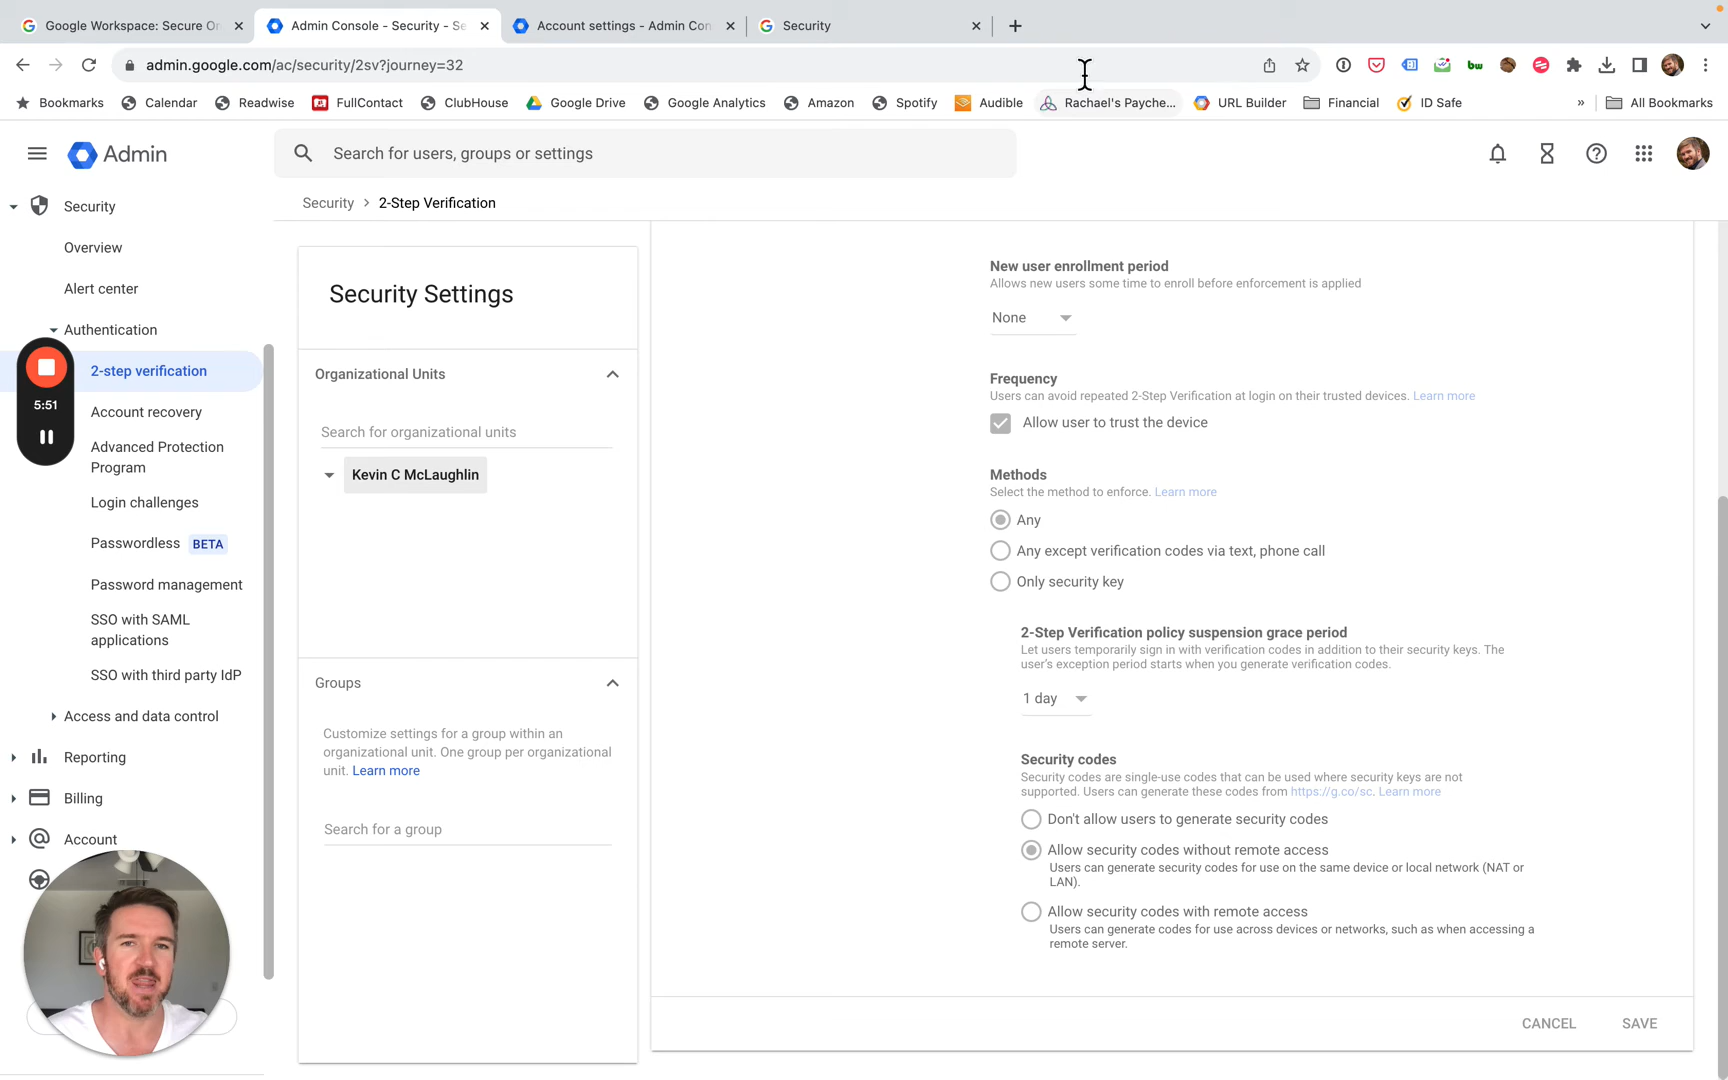 Google Workspace: Secure Or
Admin Console - Security - Se
Account settings - Admin Con
Security
admin.google.com/ac/security/2sv?journey=32
Bookmarks
Calendar
Readwise
FullContact
ClubHouse
Google Drive
Google Analytics
Amazon
Spotify
Audible
Rachael's Payche...
URL Builder
Financial
ID Safe
»
All Bookmarks
Admin
Search for users, groups or settings
Security > 2-Step Verification
Security
Overview
Alert center
Authentication
2-step verification
Account recovery
Advanced Protection
Program
Login challenges
Passwordless BETA
Password management
SSO with SAML
applications
SSO with third party IdP
Access and data control
Reporting
Billing
Account
5:51
Security Settings
Organizational Units
Search for organizational units
Kevin C McLaughlin
Groups
Customize settings for a group within an
organizational unit. One group per organizational
unit. Learn more
Search for a group
New user enrollment period
Allows new users some time to enroll before enforcement is applied
None
Frequency
Users can avoid repeated 2-Step Verification at login on their trusted devices. Learn more
Allow user to trust the device
Methods
Select the method to enforce. Learn more
Any
Any except verification codes via text, phone call
Only security key
2-Step Verification policy suspension grace period
Let users temporarily sign in with verification codes in addition to their security keys. The
user's exception period starts when you generate verification codes.
1 day
Security codes
Security codes are single-use codes that can be used where security keys are not
supported. Users can generate these codes from https://g.co/sc. Learn more
Don't allow users to generate security codes
Allow security codes without remote access
Users can generate security codes for use on the same device or local network (NAT or
LAN).
Allow security codes with remote access
Users can generate codes for use across devices or networks, such as when accessing a
remote server.
CANCEL
SAVE